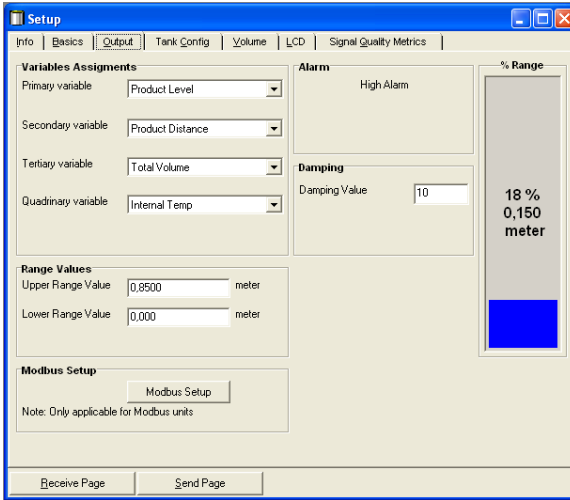 Setup
Info Basics Output Tank Config Volume LCD Signal Quality Metrics
Variables Assigments
Primary variable Product Level
Secondary variable Product Distance
Tertiary variable Total Volume
Quadrinary variable Internal Temp
Range Values
Upper Range Value 0,8500 meter
Lower Range Value 0,000 meter
Modbus Setup
Modbus Setup
Note: Only applicable for Modbus units
Alarm
High Alarm
Damping
Damping Value 10
% Range
18 %
0,150
meter
Receive Page Send Page